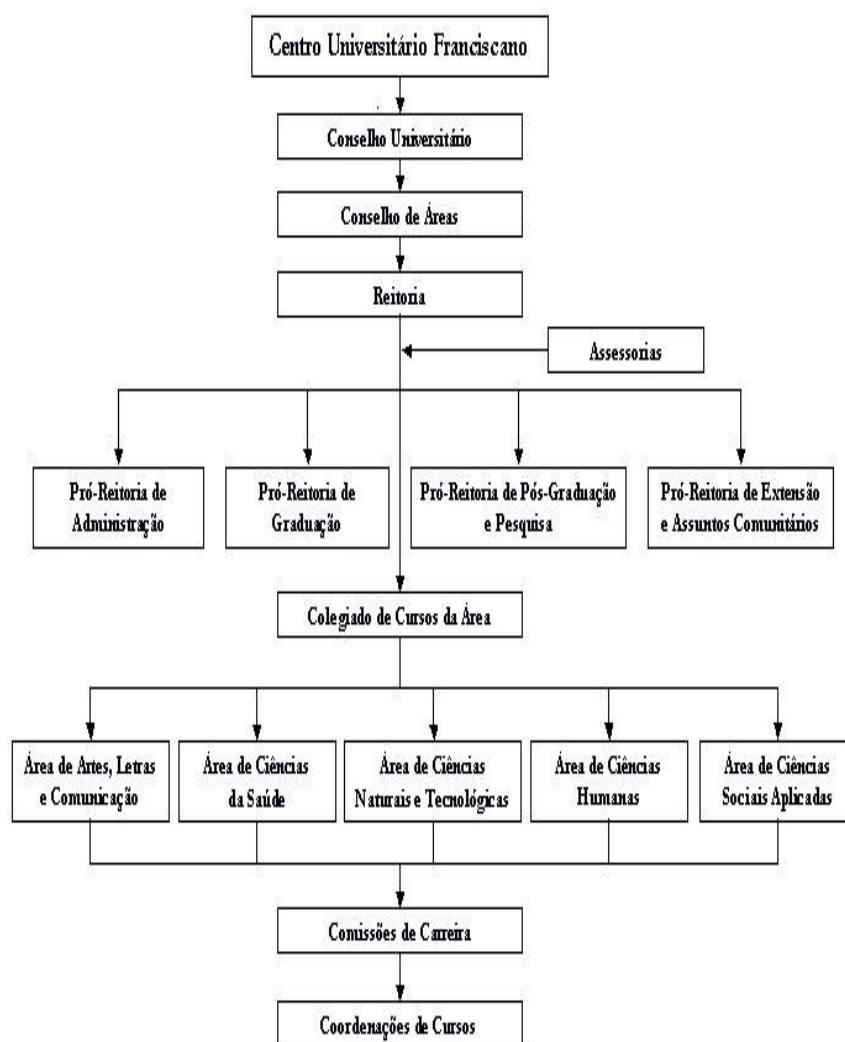 Centro Universitário Franciscano
Conselho Universitário
Conselho de Áreas
Reitoria
Assessorias
Pró-Reitoria de
Administração
Pró-Reitoria de
Graduação
Pró-Reitoria de Pós-Graduação
e Pesquisa
Pró-Reitoria de Extensão
e Assuntos Comunitários
Colegiado de Cursos da Área
Área de Artes, Letras
e Comunicação
Área de Ciências
da Saúde
Área de Ciências
Naturais e Tecnológicas
Área de Ciências
Humanas
Área de Ciências
Sociais Aplicadas
Comissões de Carreira
Coordenações de Cursos